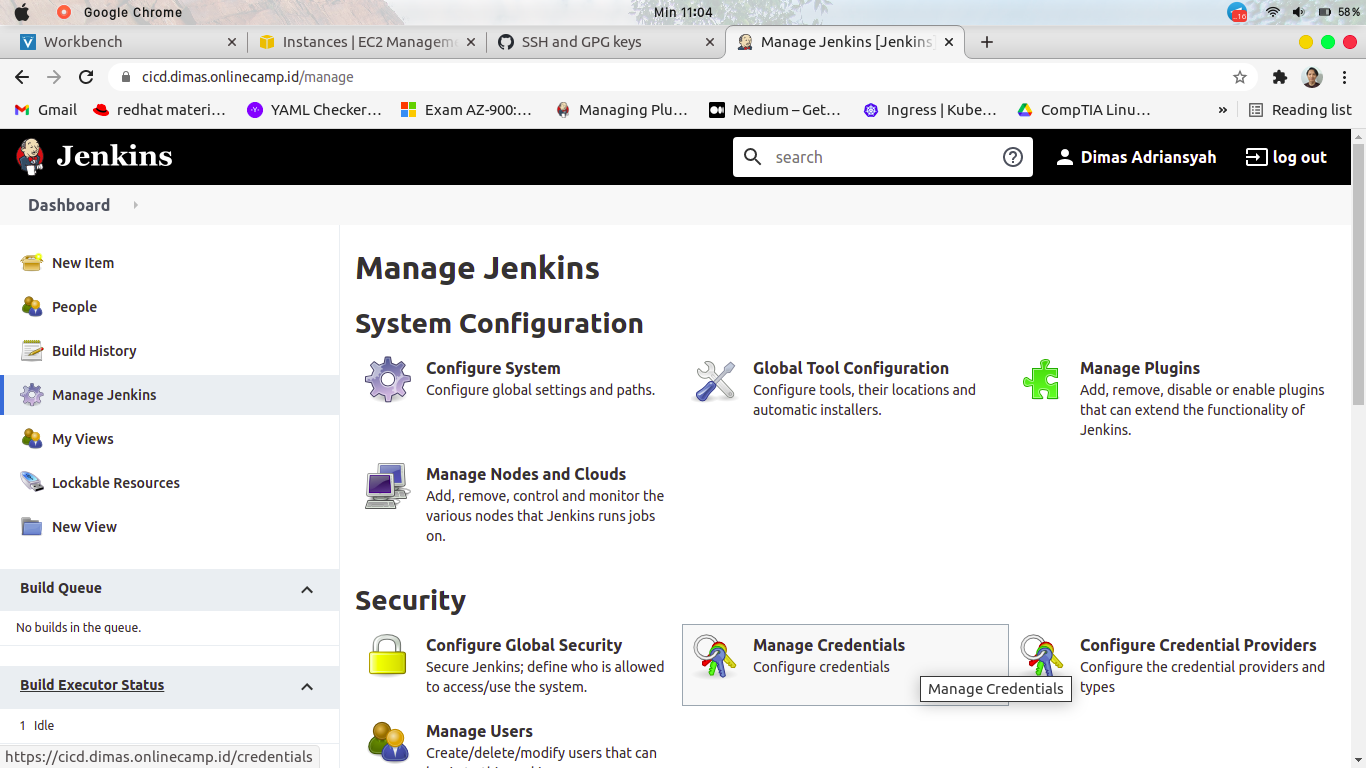 Google Chrome
Min 11:04
16
58%
Workbench
Instances | EC2 Managem
SSH and GPG keys
Manage Jenkins [Jenkins]
cicd.dimas.onlinecamp.id/manage
Gmail
redhat materi...
YAML Checker...
Exam AZ-900:...
Managing Plu...
Medium – Get...
Ingress | Kube...
CompTIA Linu...
»
Reading list
Jenkins
search
Dimas Adriansyah
log out
Dashboard
New Item
People
Build History
Manage Jenkins
My Views
Lockable Resources
New View
Build Queue
No builds in the queue.
Build Executor Status
1 Idle
https://cicd.dimas.onlinecamp.id/credentials
Manage Jenkins
System Configuration
Configure System
Configure global settings and paths.
Global Tool Configuration
Configure tools, their locations and
automatic installers.
Manage Plugins
Add, remove, disable or enable plugins
that can extend the functionality of
Jenkins.
Manage Nodes and Clouds
Add, remove, control and monitor the
various nodes that Jenkins runs jobs
on.
Security
Configure Global Security
Secure Jenkins; define who is allowed
to access/use the system.
Manage Credentials
Configure credentials
Manage Credentials
Configure Credential Providers
Configure the credential providers and
types
Manage Users
Create/delete/modify users that can